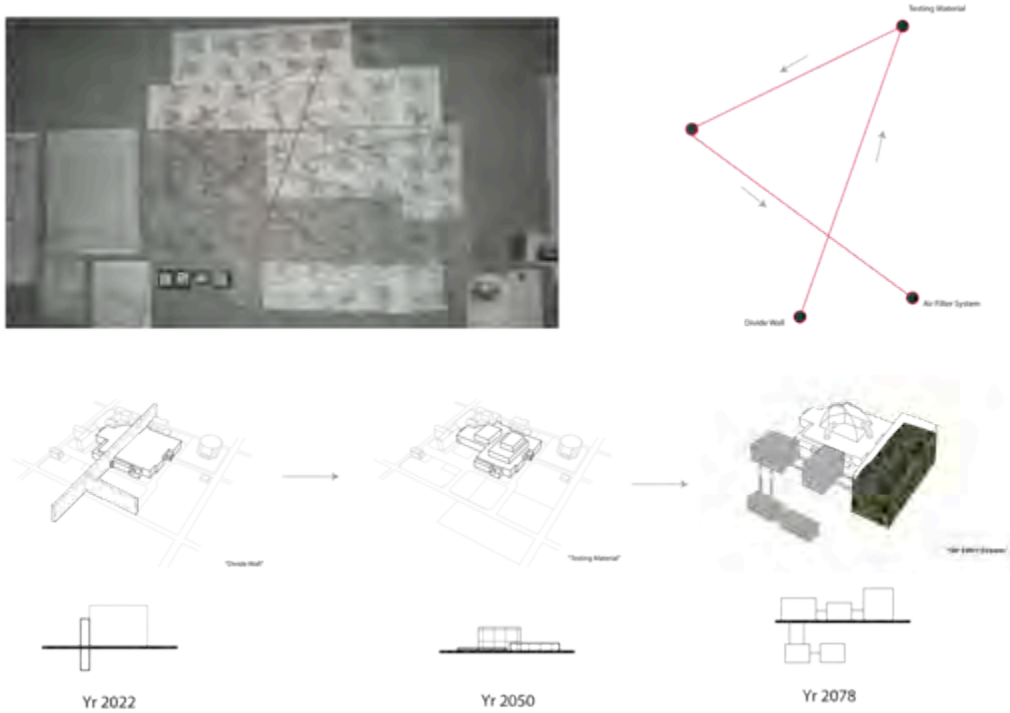 Testing Material
Air Filter System
Divide Wall
"Divide Wall"
"Testing Material"
Yr 2022
Yr 2050
Yr 2078